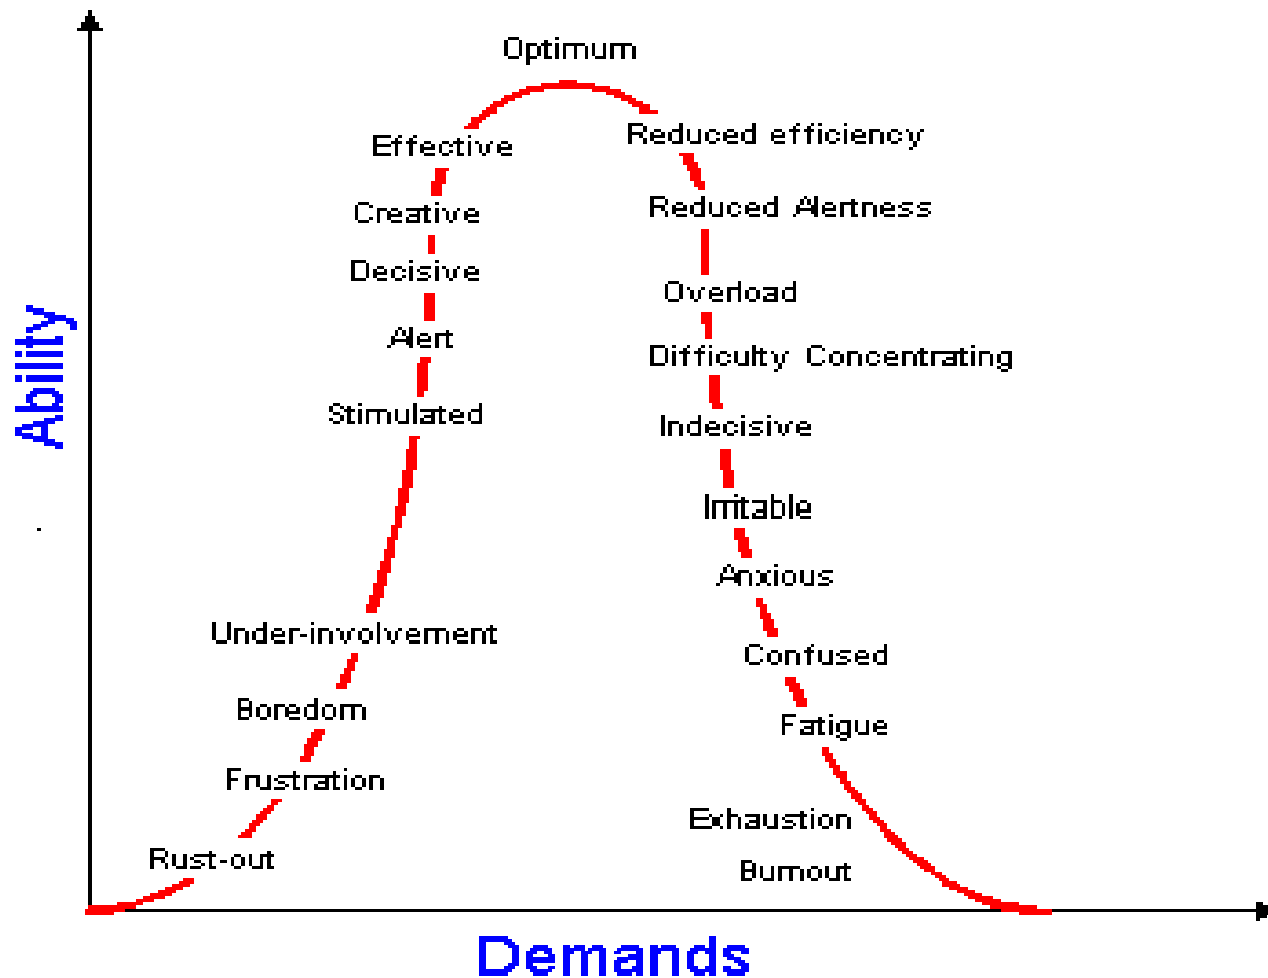 Optimum
Effective
Reduced efficiency
Creative
Reduced Alertness
Decisive
Overload
Alert
Difficulty Concentrating
Stimulated
Indecisive
Irritable
Anxious
Under-involvement
Confused
Boredom
Fatigue
Frustration
Exhaustion
Rust-out
Burnout
Ability
Demands